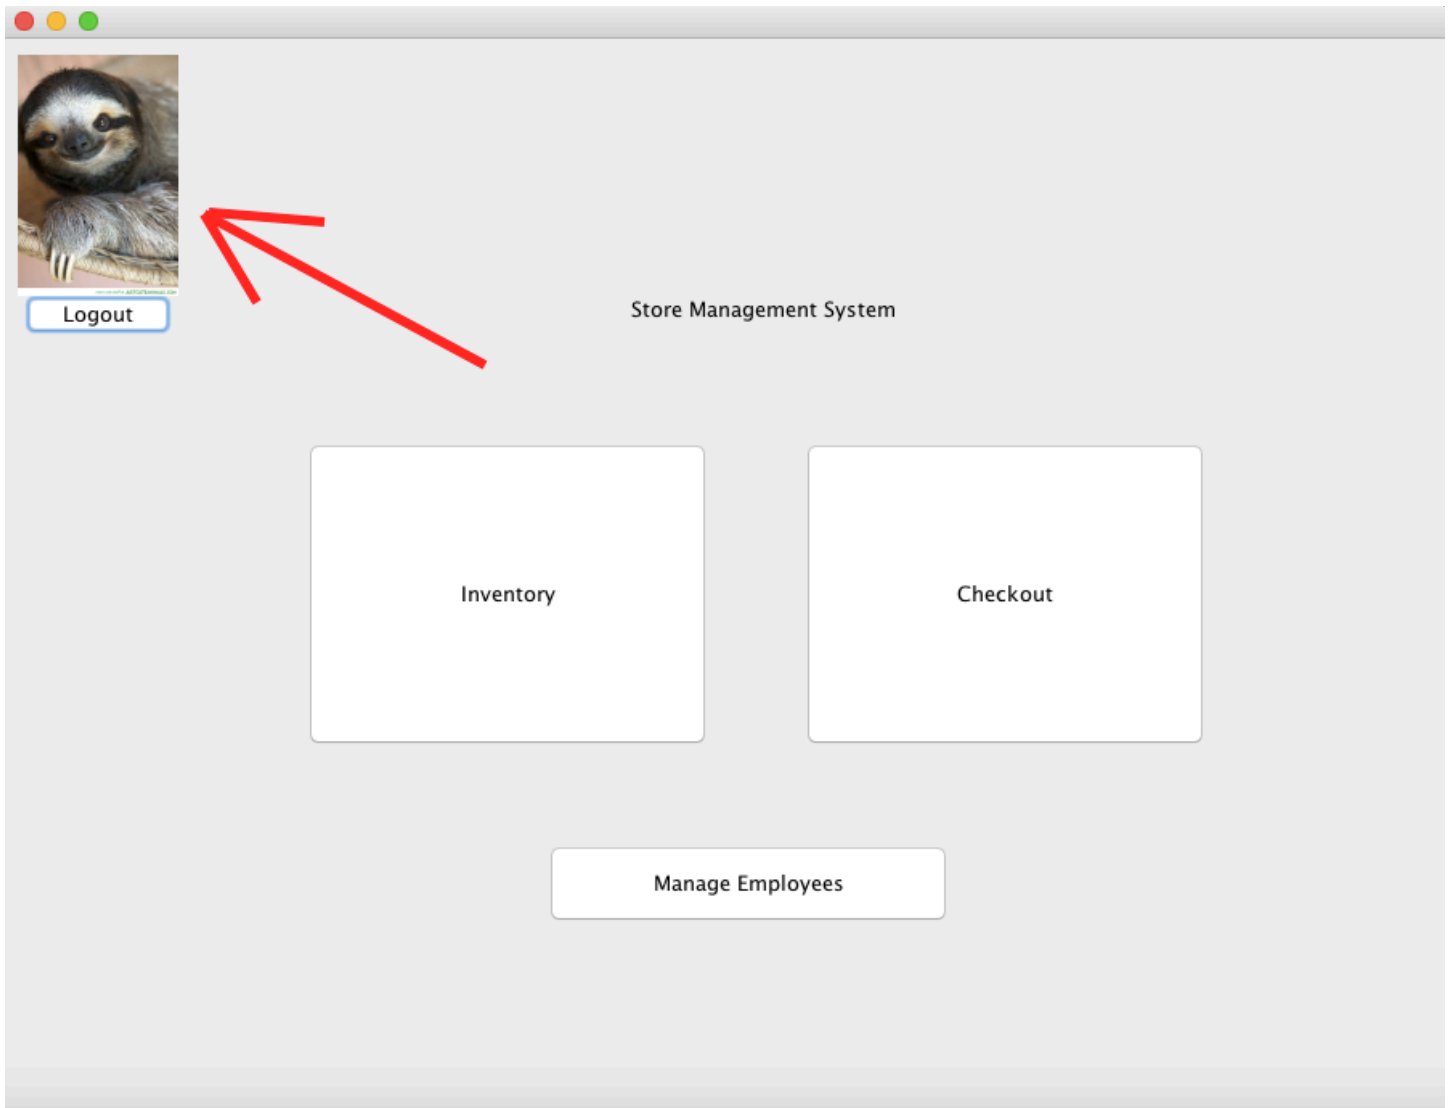 Logout
Store Management System
Inventory
Checkout
Manage Employees